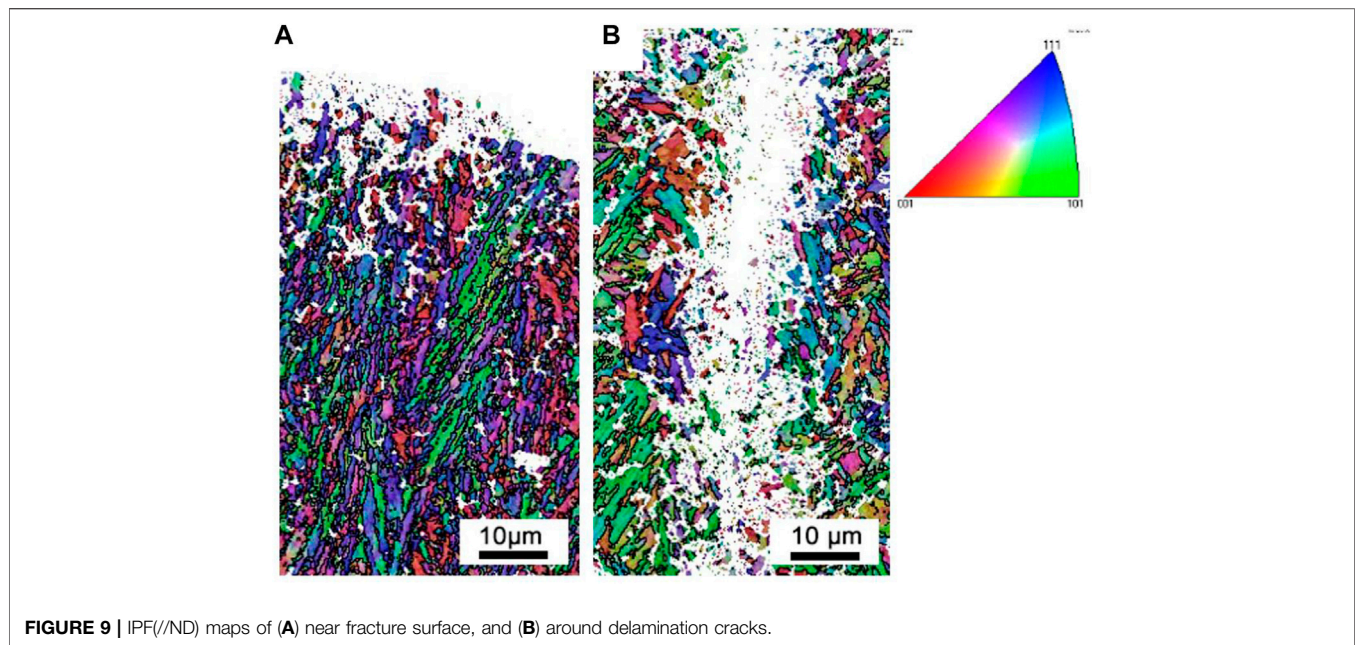 A
B
Z1
111
001
101
10µm
10 µm
FIGURE 9 | IPF(//ND) maps of (A) near fracture surface, and (B) around delamination cracks.